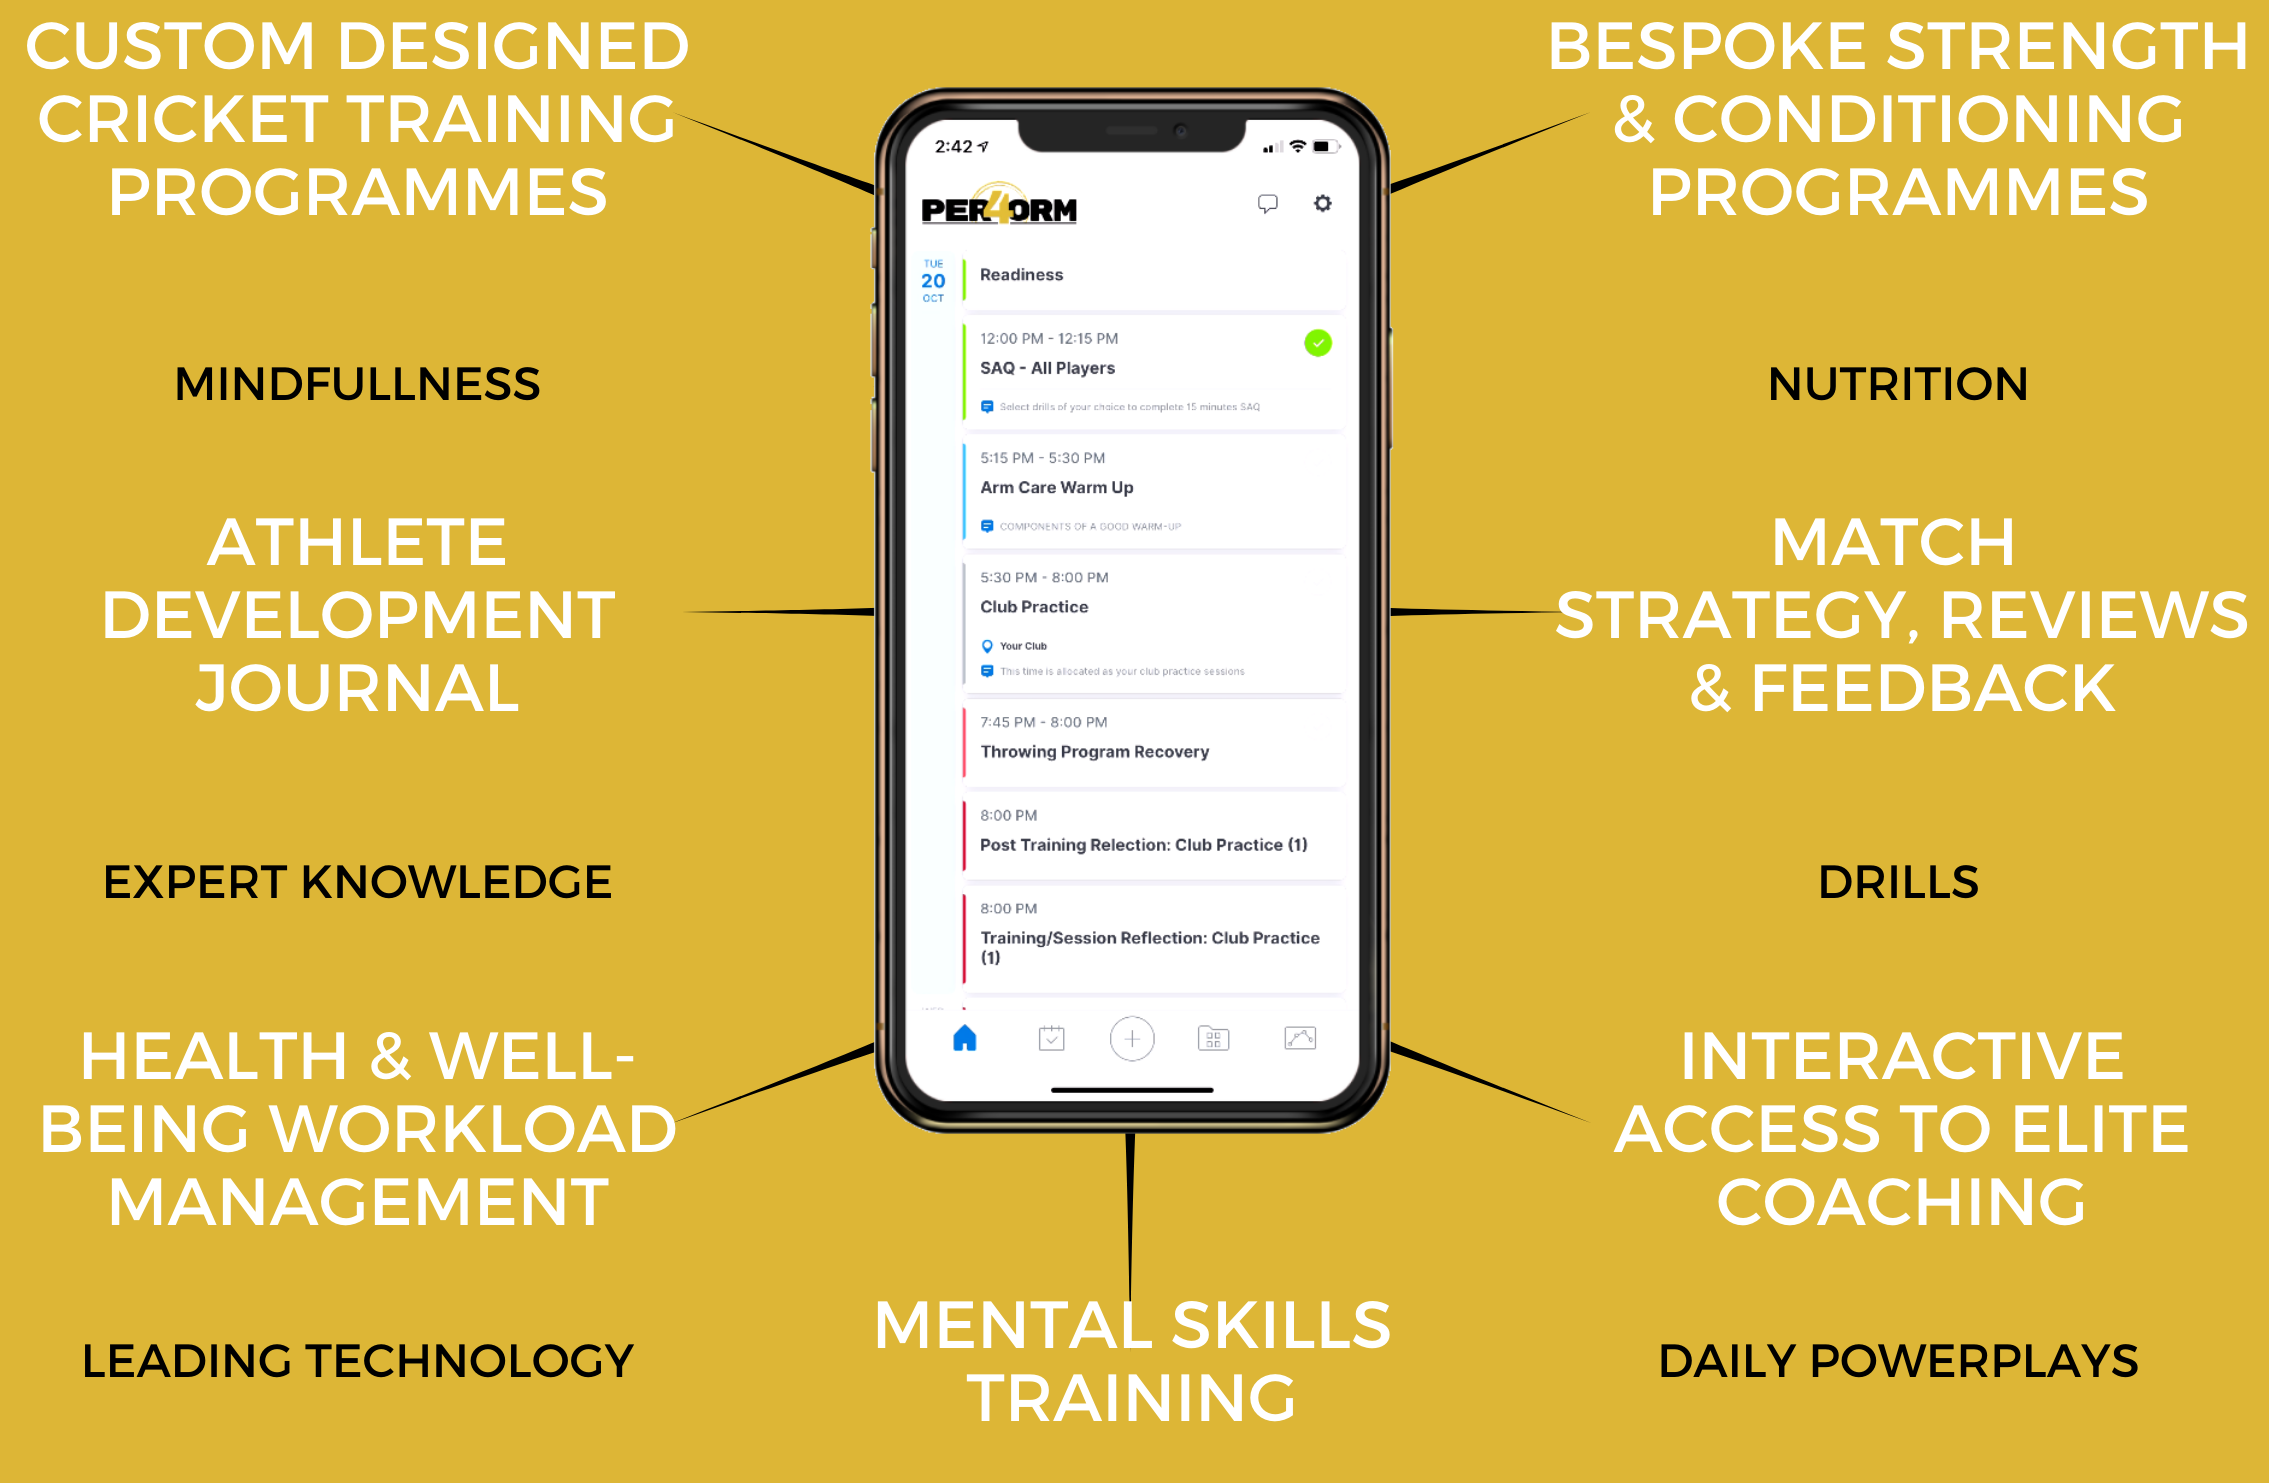 CUSTOM DESIGNED
CRICKET TRAINING
PROGRAMMES
MINDFULLNESS
ATHLETE
DEVELOPMENT
JOURNAL
EXPERT KNOWLEDGE
HEALTH & WELL-
BEING WORKLOAD
MANAGEMENT
LEADING TECHNOLOGY
2:42
PER4ORM
TUE
20
OCT
Readiness
12:00 PM - 12:15 PM
SAQ - All Players
Select drills of your choice to complete 15 minutes SAQ
5:15 PM - 5:30 PM
Arm Care Warm Up
COMPONENTS OF A GOOD WARM-UP
5:30 PM - 8:00 PM
Club Practice
Your Club
This time is allocated as your club practice sessions
7:45 PM - 8:00 PM
Throwing Program Recovery
8:00 PM
Post Training Relection: Club Practice (1)
8:00 PM
Training/Session Reflection: Club Practice
(1)
MENTAL SKILLS
TRAINING
BESPOKE STRENGTH
& CONDITIONING
PROGRAMMES
NUTRITION
MATCH
STRATEGY, REVIEWS
& FEEDBACK
DRILLS
INTERACTIVE
ACCESS TO ELITE
COACHING
DAILY POWERPLAYS